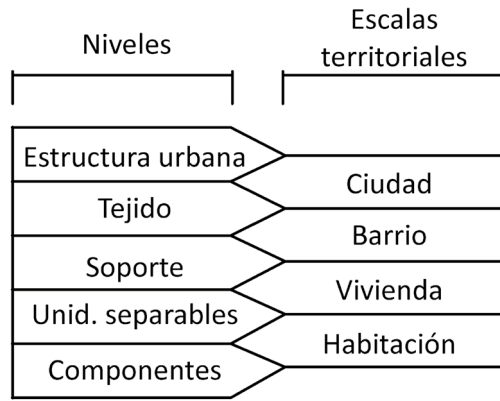 Niveles
Escalas
territoriales
Estructura urbana
Ciudad
Tejido
Barrio
Soporte
Vivienda
Unid. separables
Habitación
Componentes